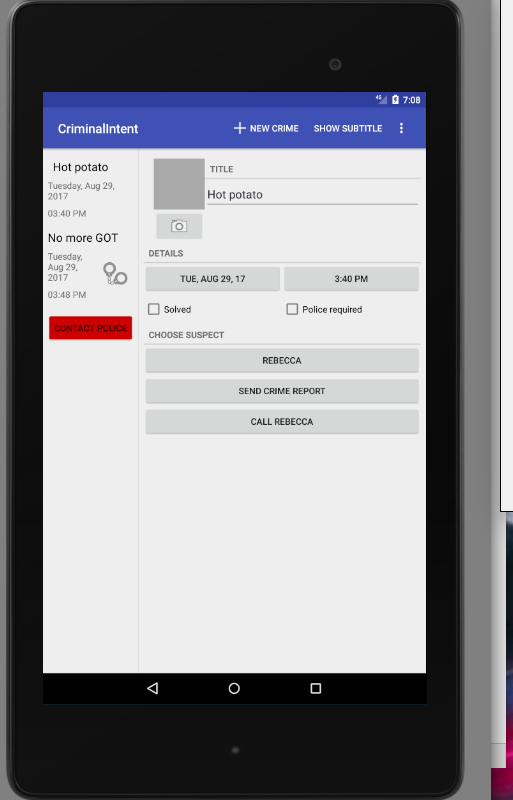 4G 7:08
CriminalIntent
NEW CRIME SHOW SUBTITLE
Hot potato
Tuesday, Aug 29,
2017
03:40 PM
No more GOT
Tuesday,
Aug 29,
2017
03:48 PM
CONTACT POLICE
TITLE
Hot potato
DETAILS
TUE, AUG 29, 17 3:40 PM
Solved Police required
CHOOSE SUSPECT
REBECCA
SEND CRIME REPORT
CALL REBECCA